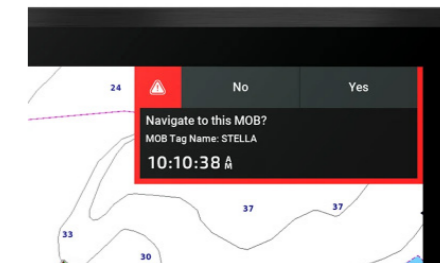 24
No Yes
Navigate to this MOB?
MOB Tag Name: STELLA
10:10:38 AM
37 37
33
30